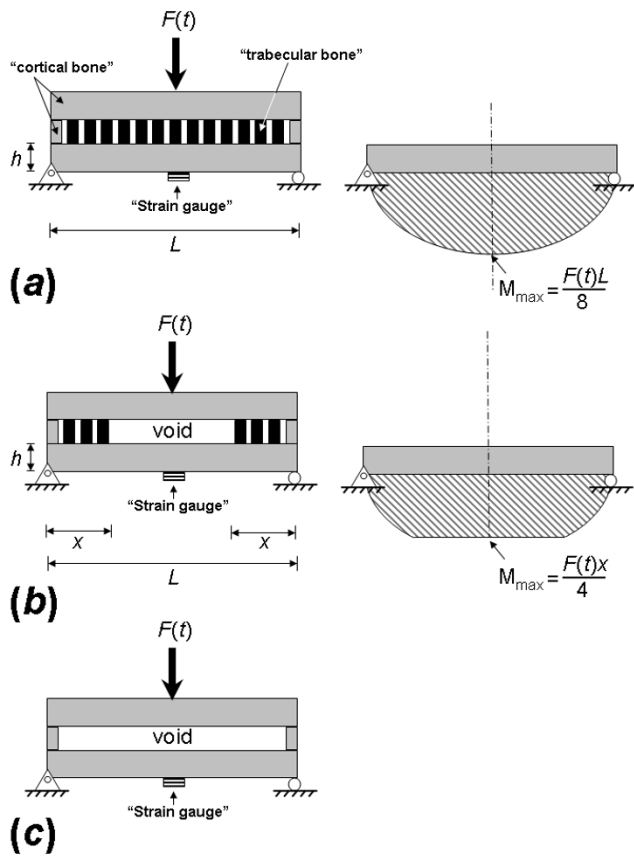 F(t)
"cortical bone"
"trabecular bone"
h
"Strain gauge"
L
(a)
M_max = F(t)L / 8
F(t)
void
h
"Strain gauge"
x
x
L
(b)
M_max = F(t)x / 4
F(t)
void
"Strain gauge"
(c)